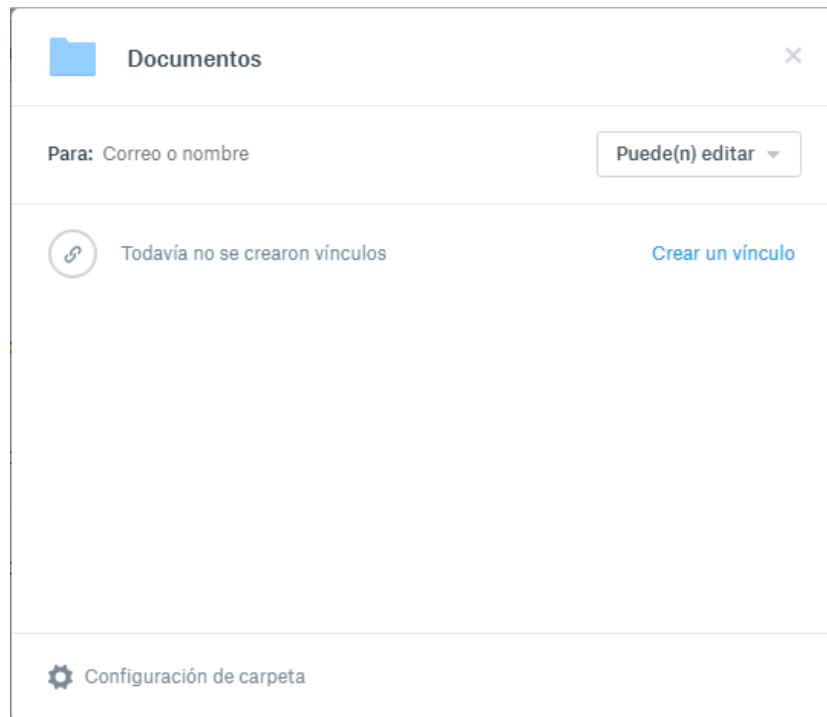 Documentos
Para: Correo o nombre
Puede(n) editar
Todavía no se crearon vínculos
Crear un vínculo
Configuración de carpeta